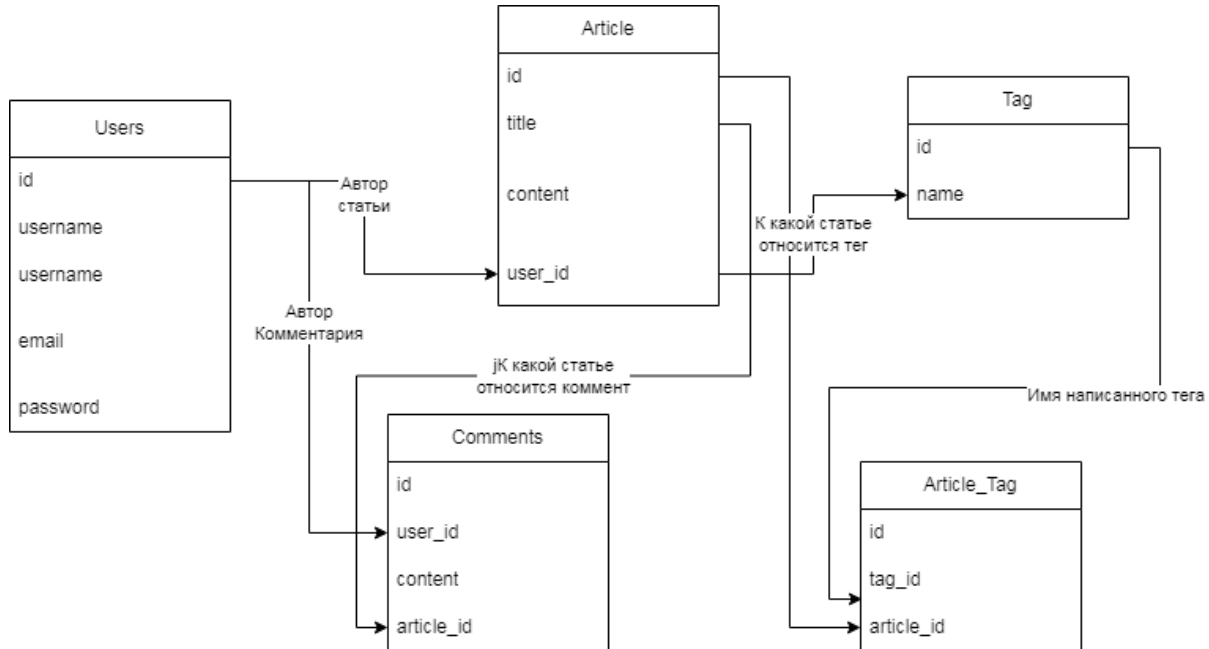 Users
id
username
username
email
password
Автор
статьи
Автор
Комментария
Article
id
title
content
user_id
К какой статье
относится тег
Tag
id
name
jК какой статье
относится коммент
Имя написанного тега
Comments
id
user_id
content
article_id
Article_Tag
id
tag_id
article_id